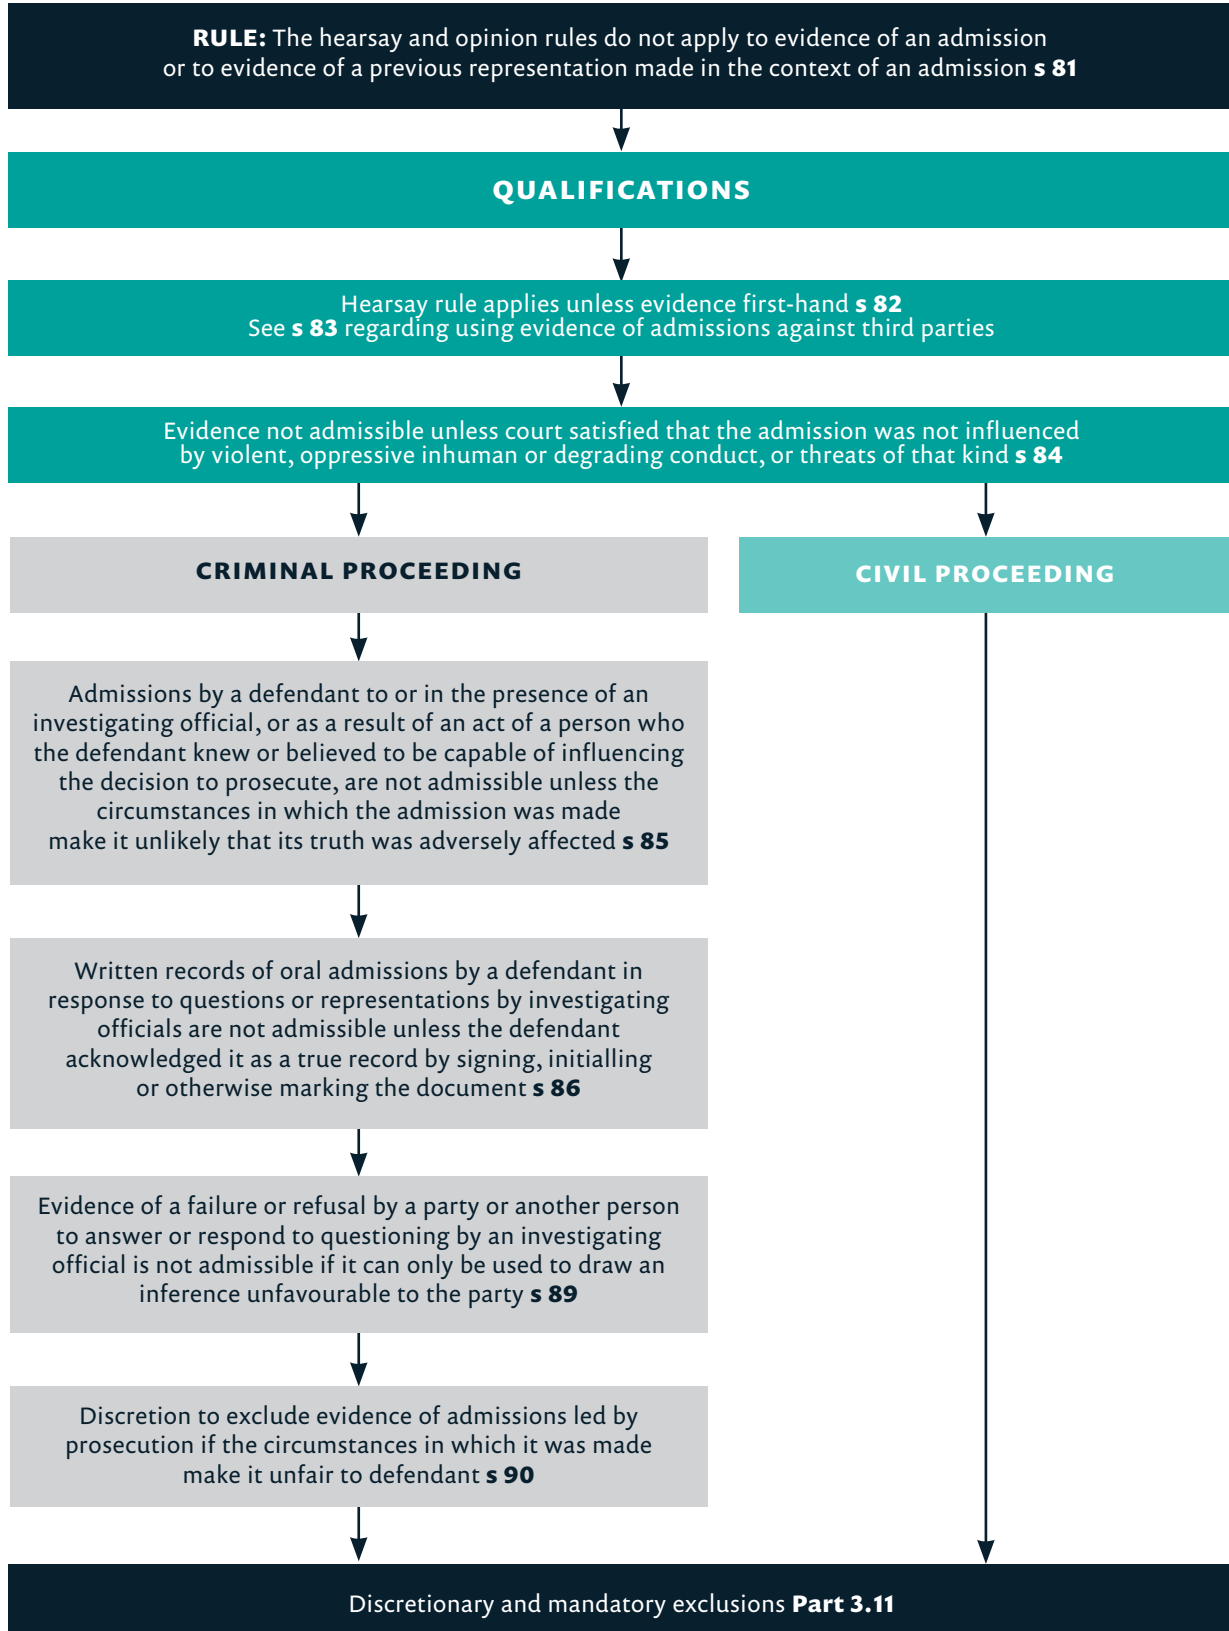 RULE: The hearsay and opinion rules do not apply to evidence of an admission
or to evidence of a previous representation made in the context of an admission s 81
QUALIFICATIONS
Hearsay rule applies unless evidence first-hand s 82
See s 83 regarding using evidence of admissions against third parties
Evidence not admissible unless court satisfied that the admission was not influenced
by violent, oppressive inhuman or degrading conduct, or threats of that kind s 84
CRIMINAL PROCEEDING
CIVIL PROCEEDING
Admissions by a defendant to or in the presence of an
investigating official, or as a result of an act of a person who
the defendant knew or believed to be capable of influencing
the decision to prosecute, are not admissible unless the
circumstances in which the admission was made
make it unlikely that its truth was adversely affected s 85
Written records of oral admissions by a defendant in
response to questions or representations by investigating
officials are not admissible unless the defendant
acknowledged it as a true record by signing, initialling
or otherwise marking the document s 86
Evidence of a failure or refusal by a party or another person
to answer or respond to questioning by an investigating
official is not admissible if it can only be used to draw an
inference unfavourable to the party s 89
Discretion to exclude evidence of admissions led by
prosecution if the circumstances in which it was made
make it unfair to defendant s 90
Discretionary and mandatory exclusions Part 3.11